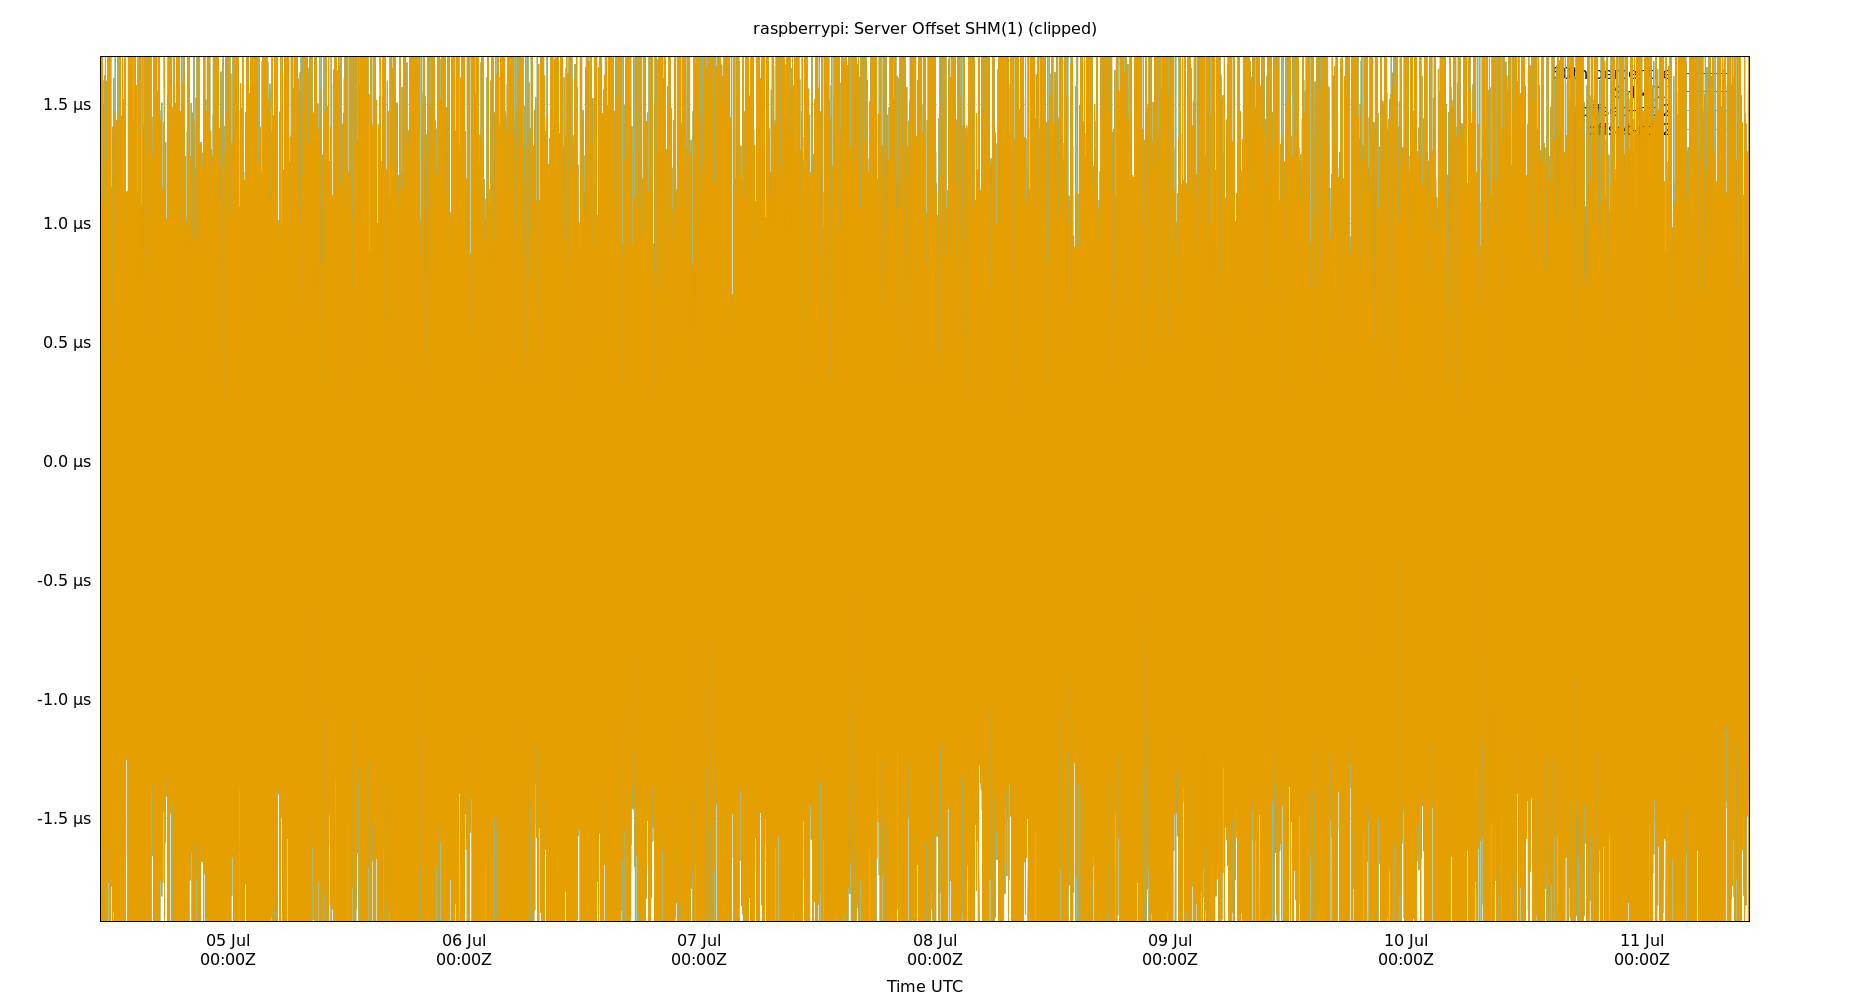 raspberrypi: Server Offset SHM(1) (clipped)
1.5 µs
1.0 µs
0.5 µs
0.0 µs
-0.5 µs
-1.0 µs
-1.5 µs
05 Jul
00:00Z
06 Jul
00:00Z
07 Jul
00:00Z
08 Jul
00:00Z
09 Jul
00:00Z
10 Jul
00:00Z
11 Jul
00:00Z
Time UTC